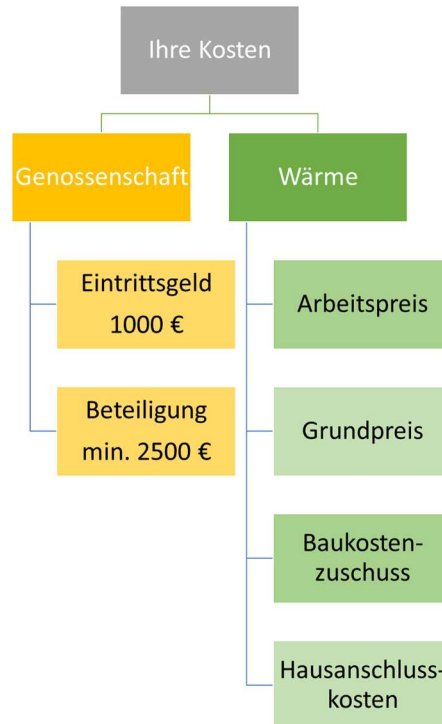 Ihre Kosten
Genossenschaft
Eintrittsgeld
1000 €
Beteiligung
min. 2500 €
Wärme
Arbeitspreis
Grundpreis
Baukosten-
zuschuss
Hausanschluss-
kosten